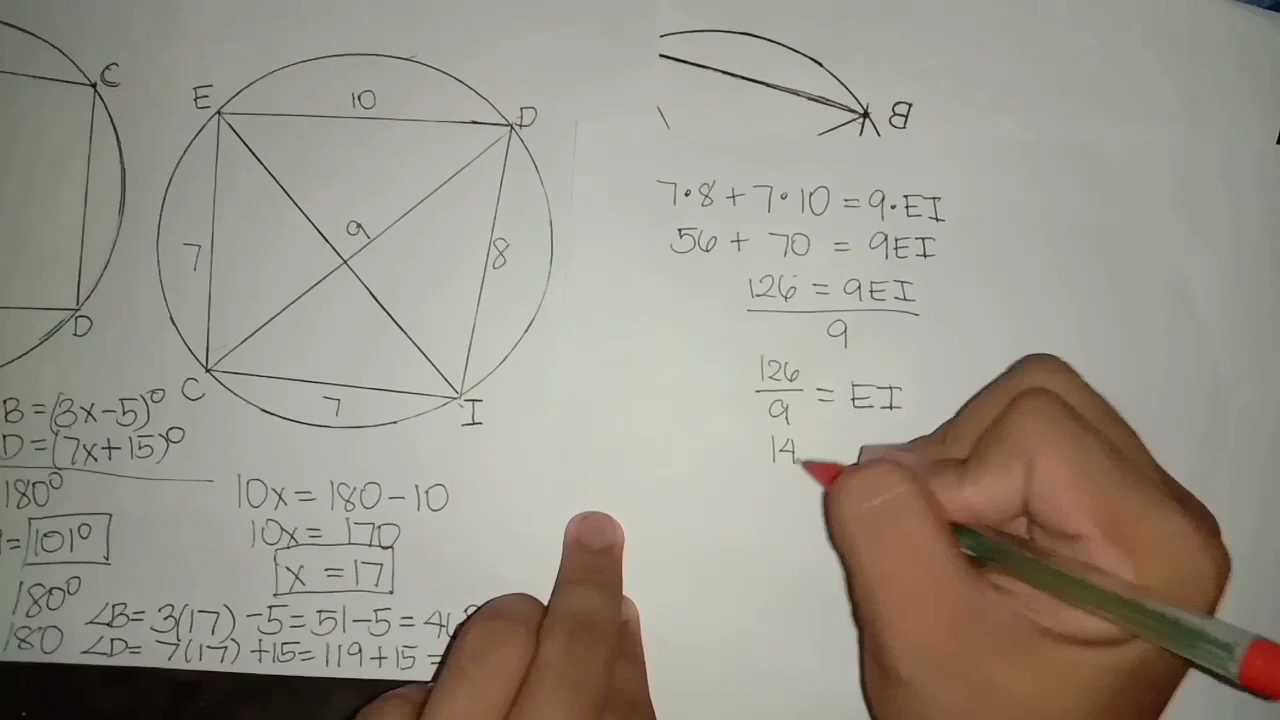 C
D
B = (3x-5)°
D = (7x+15)°
180°
= 101°
180°
180
E
10
D
7
9
8
C
7
I
10x = 180 - 10
10x = 170
x = 17
∠B = 3(17) - 5 = 51 - 5 = 46
∠D = 7(17) + 15 = 119 + 15 =
B
7•8 + 7•10 = 9•EI
56 + 70 = 9EI
126 = 9EI
9
126
9 = EI
14